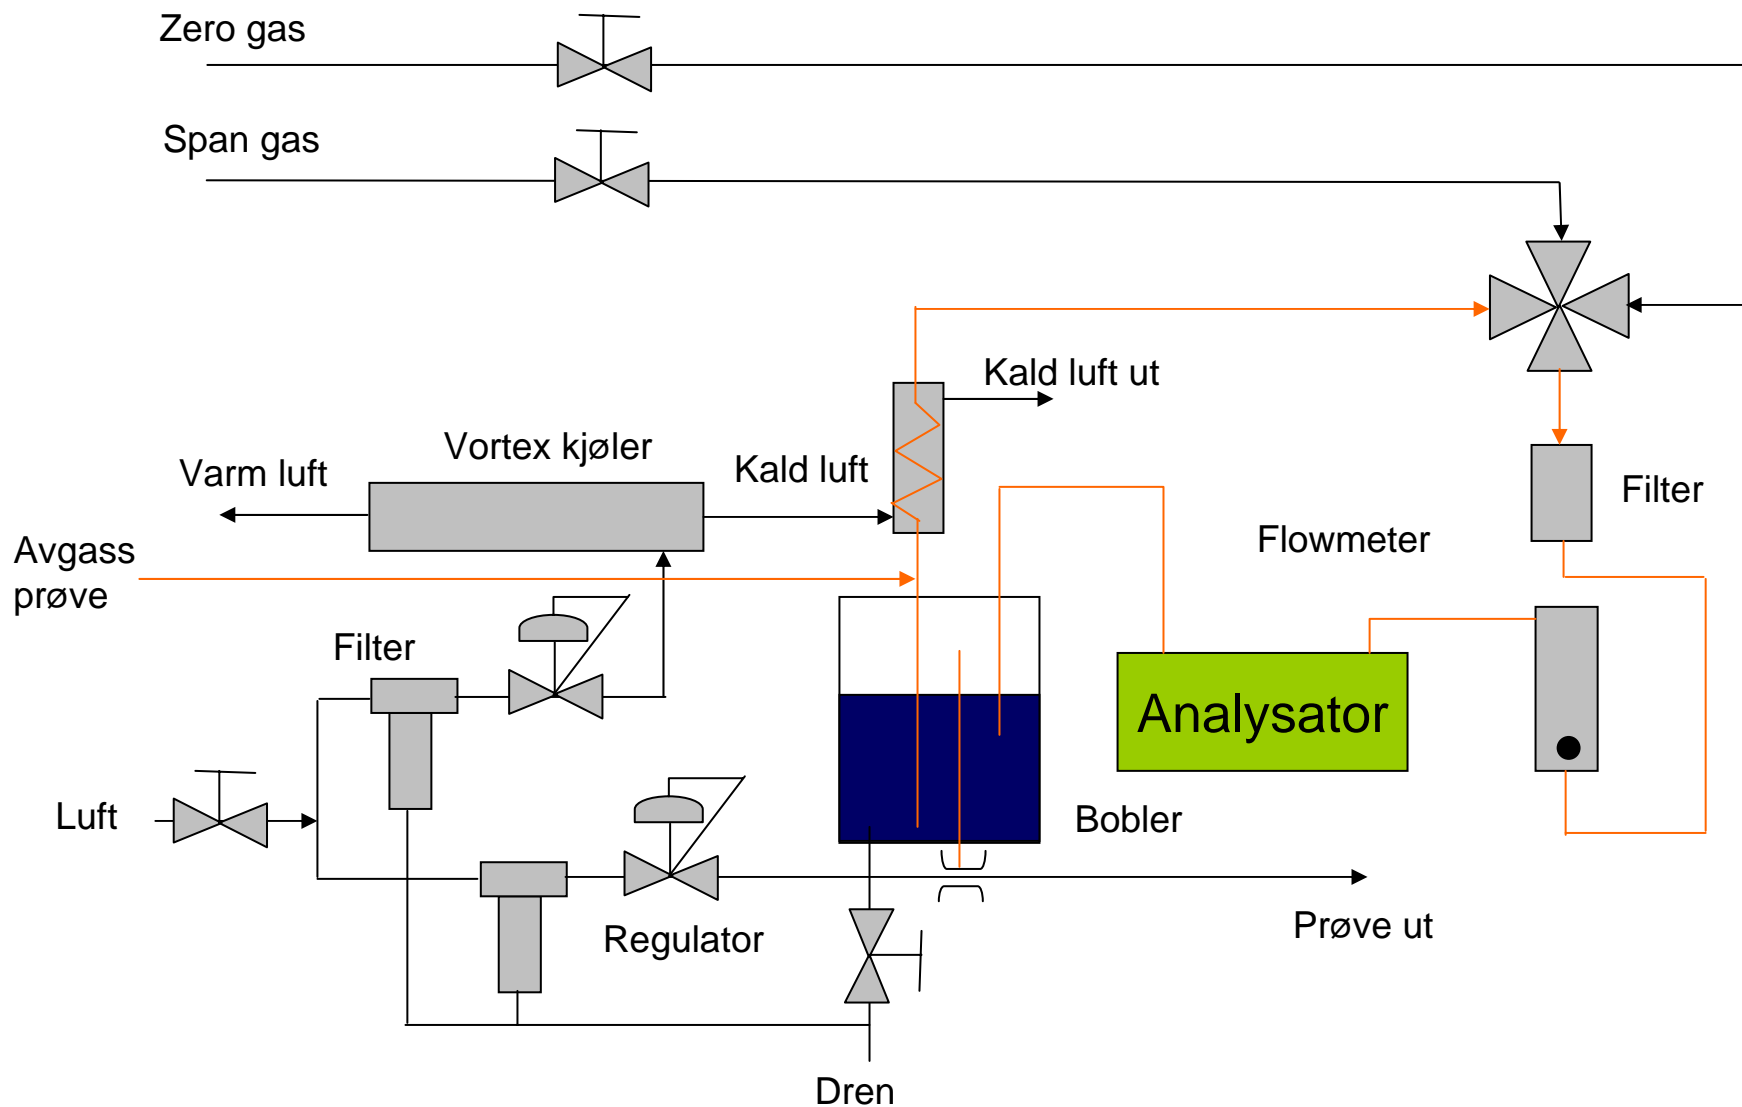 Zero gas
Span gas
Kald luft ut
Vortex kjøler
Varm luft
Kald luft
Filter
Flowmeter
Avgass
prøve
Filter
Analysator
Luft
Bobler
Regulator
Prøve ut
Dren